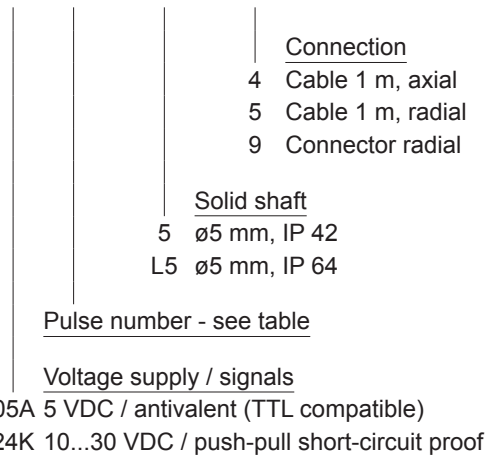 Connection
4 Cable 1 m, axial
5 Cable 1 m, radial
9 Connector radial
Solid shaft
5 ø5 mm, IP 42
L5 ø5 mm, IP 64
Pulse number - see table
Voltage supply / signals
05A 5 VDC / antivalent (TTL compatible)
24K 10...30 VDC / push-pull short-circuit proof